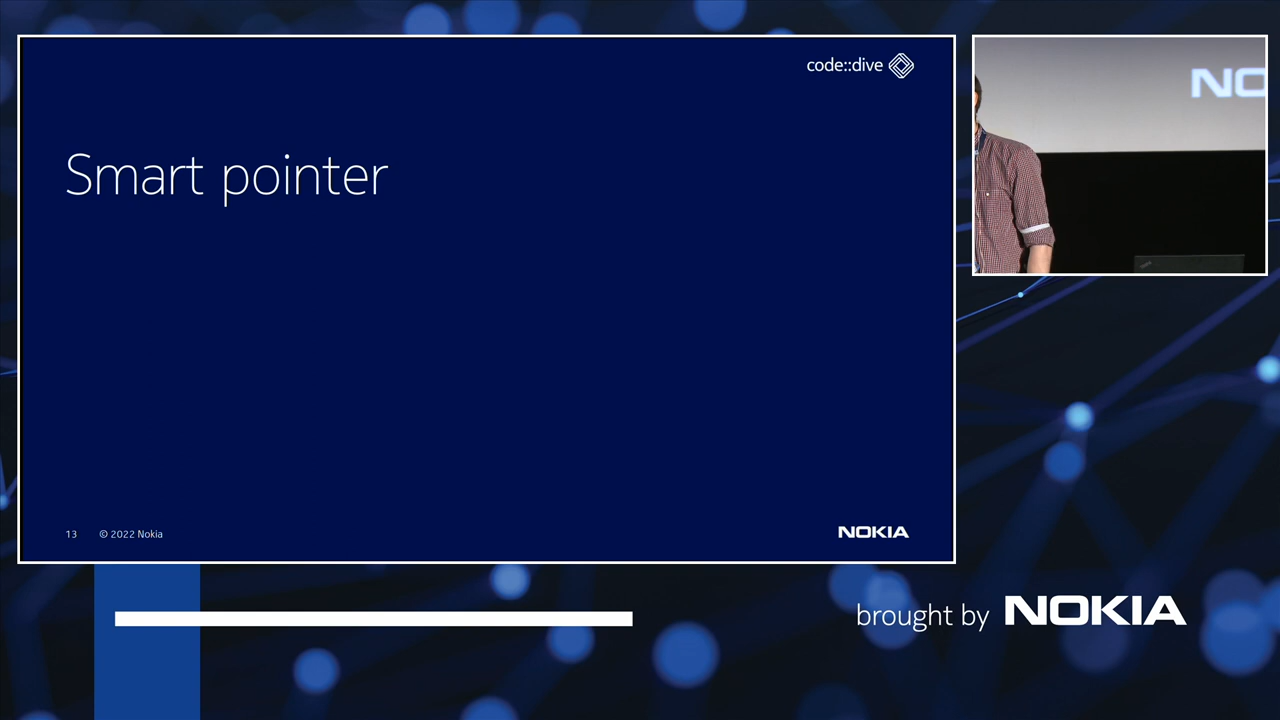 code::dive
NO
Smart pointer
13 © 2022 Nokia
NOKIA
brought by NOKIA